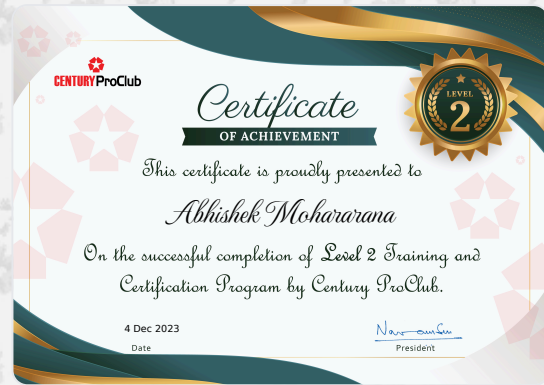 CENTURY ProClub
LEVEL
2
Certificate
OF ACHIEVEMENT
This certificate is proudly presented to
Abhishek Mohararana
On the successful completion of Level 2 Training and
Certification Program by Century ProClub.
4 Dec 2023
Date
President